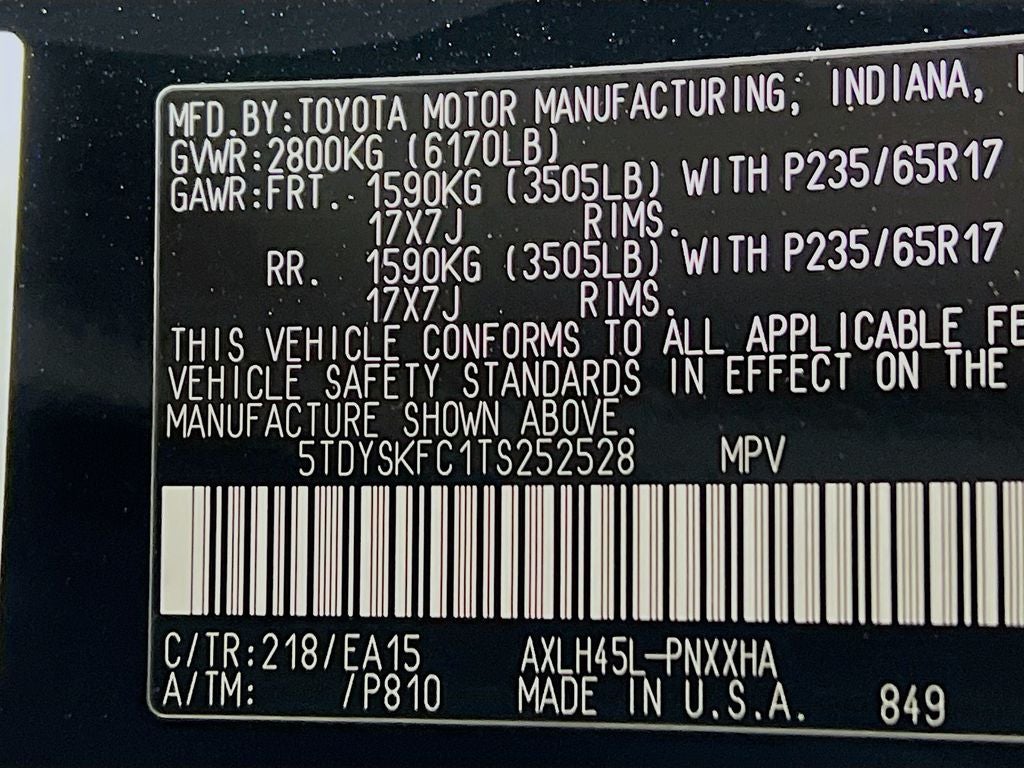 MFD.BY:TOYOTA MOTOR MANUFACTURING, INDIANA,
GVWR:2800KG (6170LB)
GAWR:FRT. 1590KG (3505LB) WITH P235/65R17
17X7J RIMS.
RR. 1590KG (3505LB) WITH P235/65R17
17X7J RIMS.
THIS VEHICLE CONFORMS TO ALL APPLICABLE FE
VEHICLE SAFETY STANDARDS IN EFFECT ON THE
MANUFACTURE SHOWN ABOVE.
5TDYSKFC1TS252528 MPV
C/TR:218/EA15 AXLH45L-PNXXHA
A/TM: /P810 MADE IN U.S.A. 849